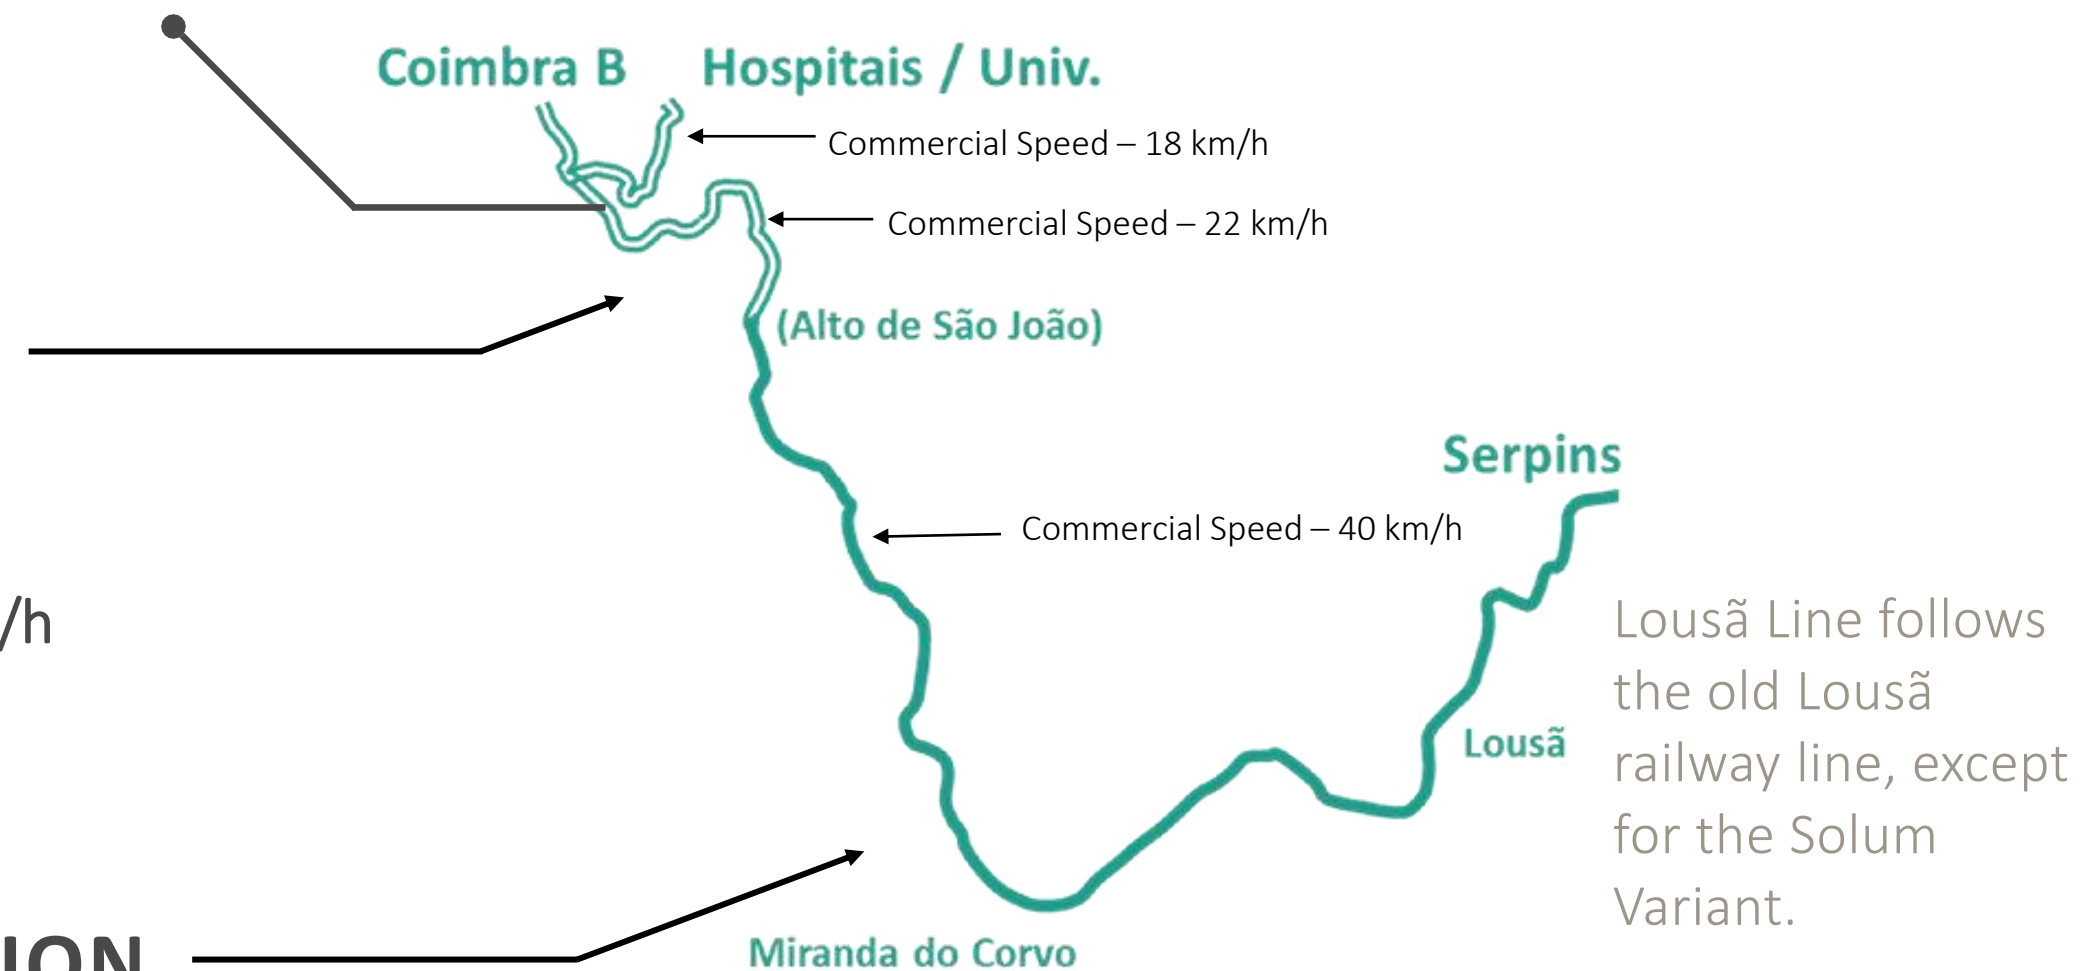 Coimbra B
Hospitais / Univ.
Commercial Speed – 18 km/h
Commercial Speed – 22 km/h
(Alto de São João)
Serpins
Commercial Speed – 40 km/h
/h
Lousã Line follows
the old Lousã
railway line, except
for the Solum
Variant.
Lousã
Miranda do Corvo
ION